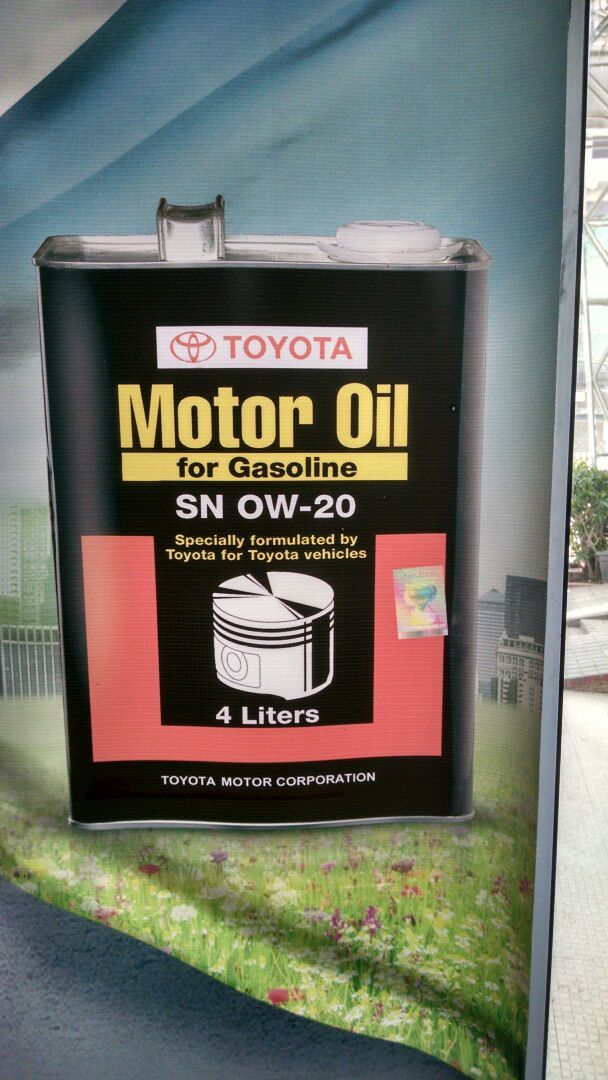 TOYOTA
Motor Oil
for Gasoline
SN OW-20
Specially formulated by
Toyota for Toyota vehicles
4 Liters
TOYOTA MOTOR CORPORATION